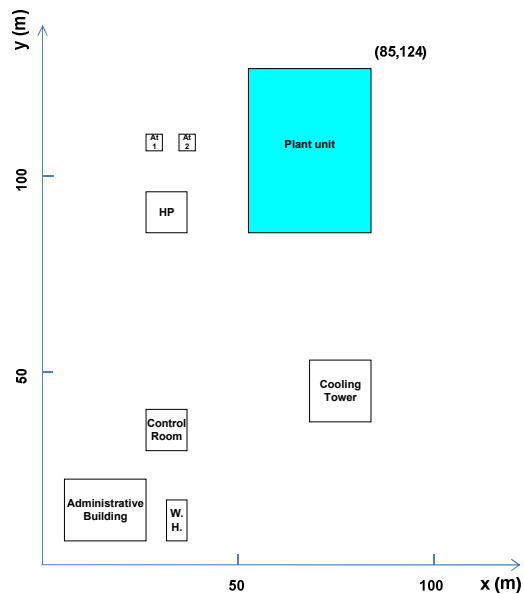 y (m)
(85,124)
At
1
At
2
Plant unit
100
HP
50
Cooling
Tower
Control
Room
Administrative
Building
W.
H.
50
100
x (m)